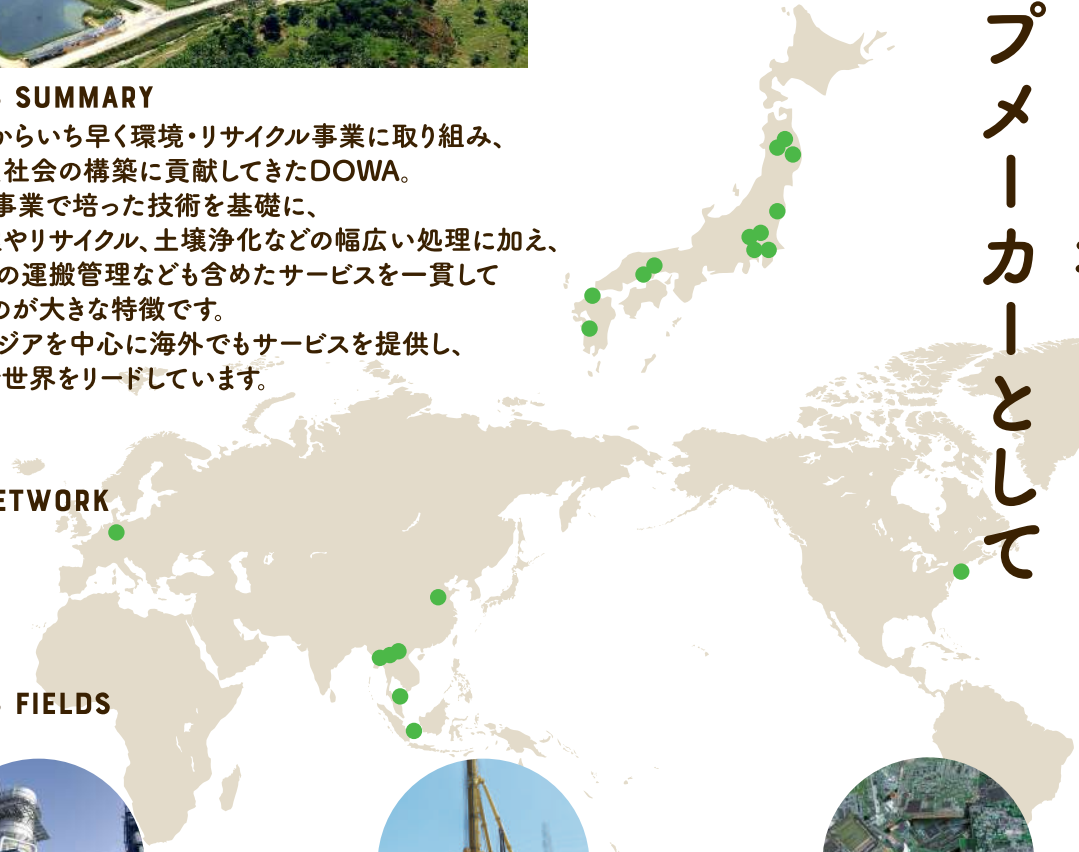 SUMMARY
からいち早く環境・リサイクル事業に取り組み、
社会の構築に貢献してきたDOWA。
事業で培った技術を基礎に、
やリサイクル、土壌浄化などの幅広い処理に加え、
の運搬管理なども含めたサービスを一貫して
のが大きな特徴です。
ジアを中心に海外でもサービスを提供し、
世界をリードしています。
ETWORK
FIELDS
プメーカーとして